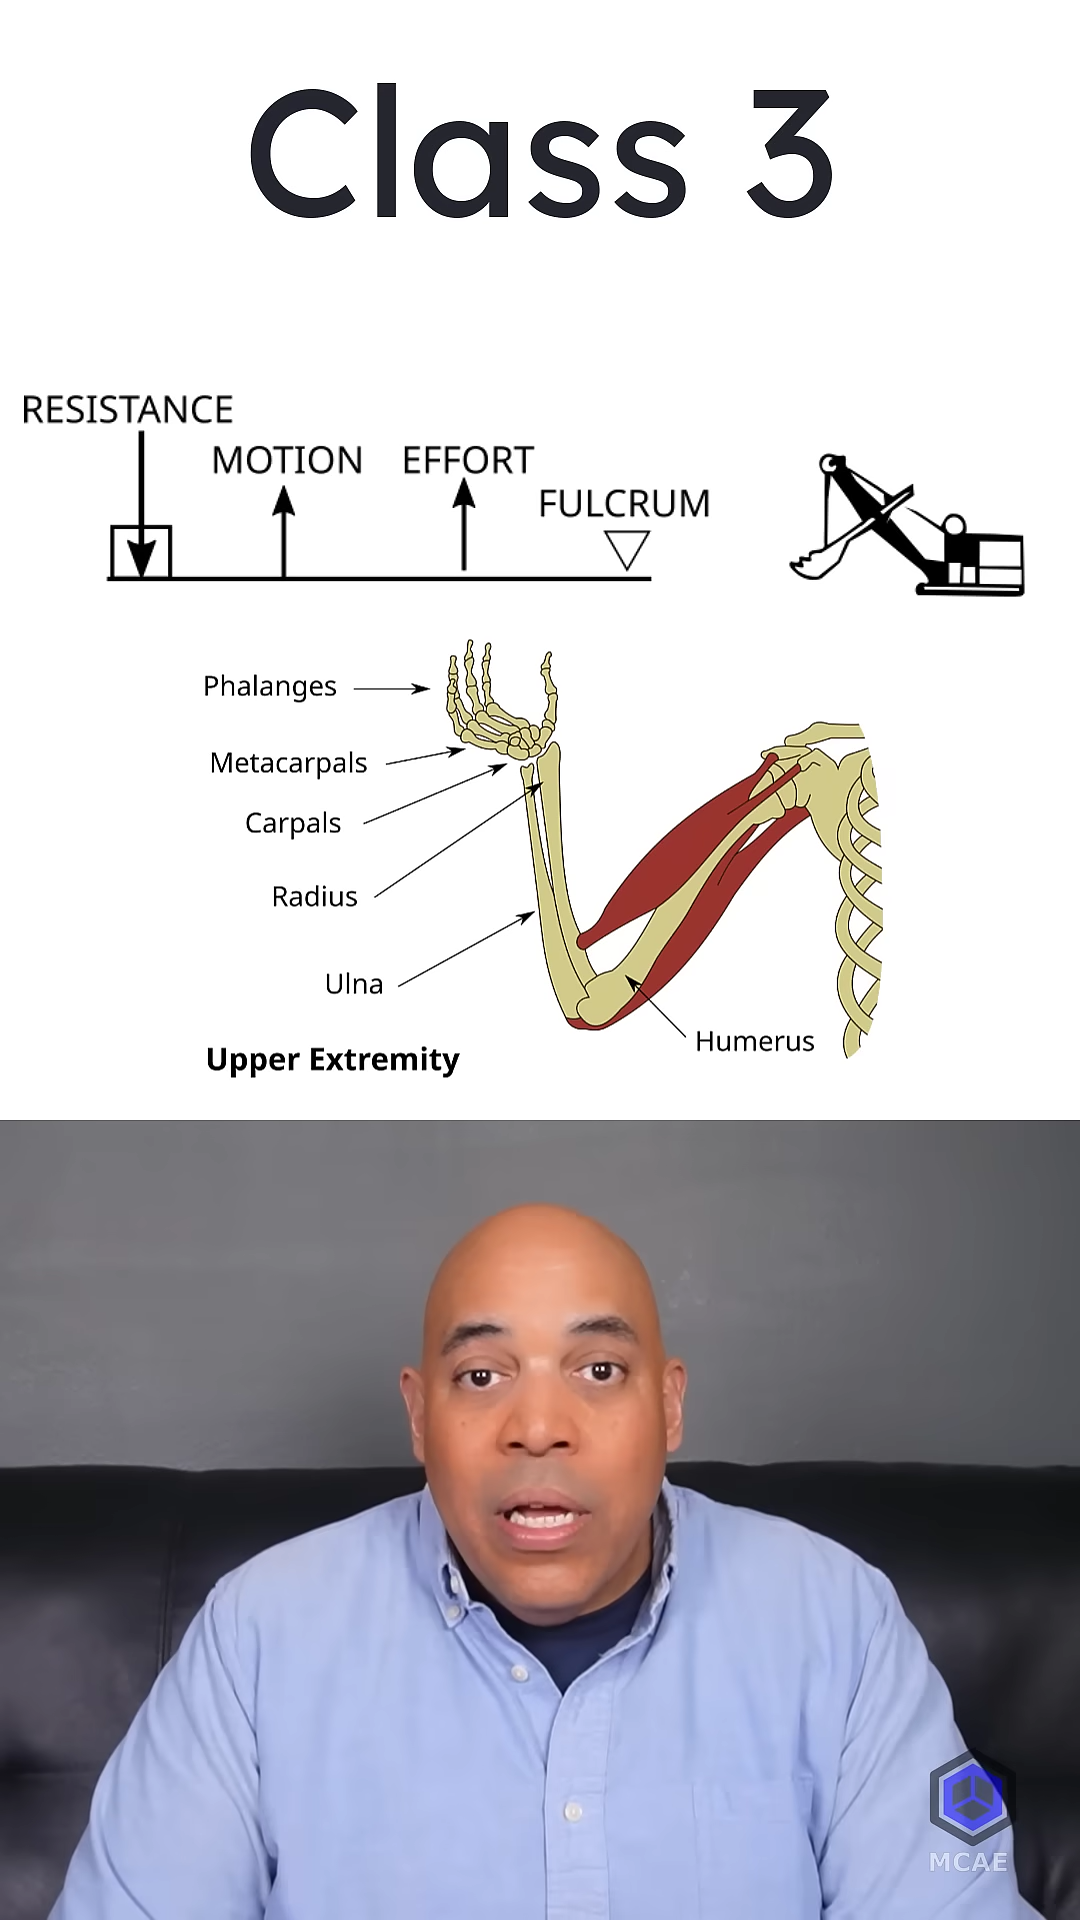 Class 3
RESISTANCE
MOTION
EFFORT
FULCRUM
Phalanges
Metacarpals
Carpals
Radius
Ulna
Humerus
Upper Extremity
MCAE